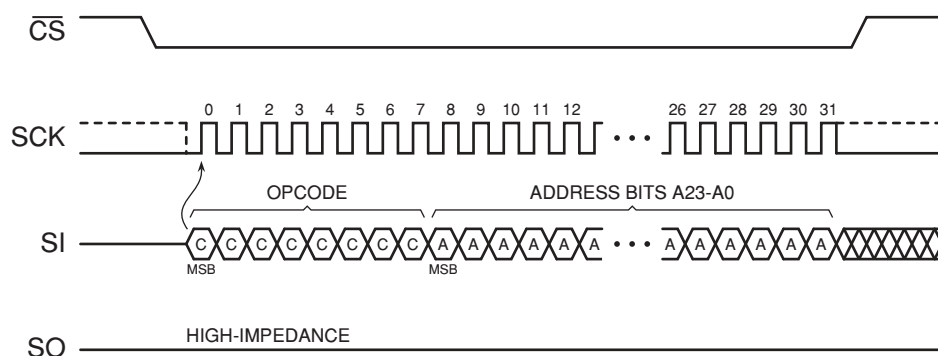 CS
SCK
0 1 2 3 4 5 6 7 8 9 10 11 12 26 27 28 29 30 31
OPCODE
ADDRESS BITS A23-A0
SI
C C C C C C C C A A A A A A A A A A A A
MSB
MSB
SO
HIGH-IMPEDANCE